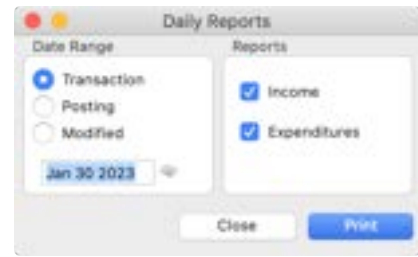 Daily Reports
Date Range
Reports
Transaction
Posting
Modified
Income
Expenditures
Jan 30 2023
Close
Print